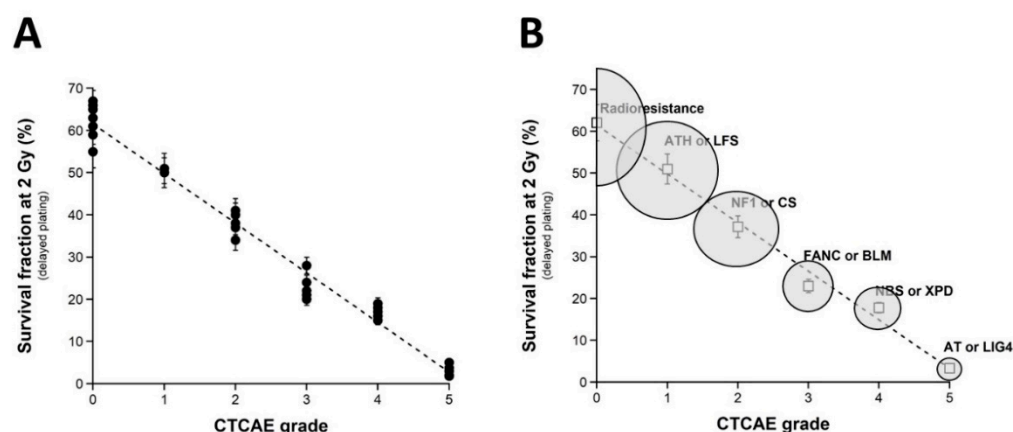 A
B
Survival fraction at 2 Gy (%)
(delayed plating)
70
60
50
40
30
20
10
0
0 1 2 3 4 5
CTCAE grade
Survival fraction at 2 Gy (%)
(delayed plating)
70
60
50
40
30
20
10
0
Radioresistance
ATH or LFS
NF1 or CS
FANC or BLM
NBS or XPD
AT or LIG4
0 1 2 3 4 5
CTCAE grade